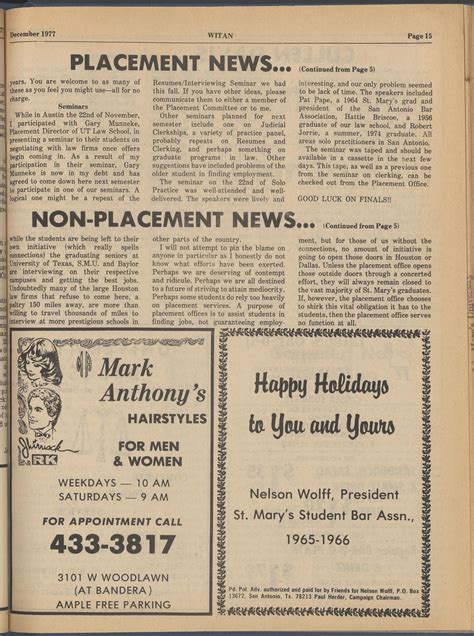 December 1977
WITAN
Page 15
PLACEMENT NEWS...
(Continued from Page 5)
years. You are welcome to as many of
these as you feel you might use—all for no
charge.
Seminars
While in Austin the 22nd of November,
I participated with Gary Munneke,
Placement Director of UT Law School, in
presenting a seminar to their students on
negotiating with law firms once offers
begin coming in. As a result of my
participation in their seminar, Gary
Munneke is now in my debt and has
agreed to come down here next semester
to participate in one of our seminars. A
logical one might be a repeat of the
Resumes/Interviewing Seminar we had
this fall. If you have other ideas, please
communicate them to either a member of
the Placement Committee or to me.
Other seminars planned for next
semester include one on Judicial
Clerkships, a variety of practice panel,
probably repeats on Resumes and
Clerking, and perhaps something on
graduate programs in law. Other
suggestions have included problems of the
older student in finding employment.
The seminar on the 22nd of Solo
Practice was well-attended and well-
delivered. The speakers were lively and
interesting, and our only problem seemed
to be lack of time. The speakers included
Pat Pape, a 1964 St. Mary's grad and
president of the San Antonio Bar
Association, Hattie Briscoe, a 1956
graduate of our law school, and Robert
Jorrie, a summer, 1974 graduate. All
areas solo practitioners in San Antonio.
The seminar was taped and should be
available in a cassette in the next few
days. This tape, as well as a previous one
from the seminar on clerking, can be
checked out from the Placement Office.
GOOD LUCK ON FINALS!!
NON-PLACEMENT NEWS...
(Continued from Page 5)
while the students are being left to their
own initiative (which really spells
connections) the graduating seniors at
University of Texas, S.M.U. and Baylor
are interviewing on their respective
campuses and getting the best jobs.
Undoubtedly many of the large Houston
law firms that refuse to come here, a
paltry 150 miles away, are more than
willing to travel thousands of miles to
interview at more prestigious schools in
other parts of the country.
I will not attempt to pin the blame on
anyone in particular as I honestly do not
know what efforts have been exerted.
Perhaps we are deserving of contempt
and ridicule. Perhaps we are all destined
to a future of striving to attain mediocrity.
Perhaps some students do rely too heavily
on placement services. A purpose of
placement office is to assist students in
finding jobs, not guaranteeing employ-
ment, but for those of us without the
connections, no amount of initiative is
going to open those doors in Houston or
Dallas. Unless the placement office opens
those outside doors through a concerted
effort, they will always remain closed to
the vast majority of St. Mary's graduates.
If, however, the placement office chooses
to shirk this vital obligation it has to the
students, then the placement office serves
no function at all.
Mark
Anthony's
HAIRSTYLES
FOR MEN
& WOMEN
RK
WEEKDAYS — 10 AM
SATURDAYS — 9 AM
FOR APPOINTMENT CALL
433-3817
3101 W WOODLAWN
(AT BANDERA)
AMPLE FREE PARKING
Happy Holidays
to You and Yours
Nelson Wolff, President
St. Mary's Student Bar Assn.,
1965-1966
Pd. Pol. Adv. authorized and paid for by Friends for Nelson Wolff, P.O. Box
13672, San Antonio, Tx. 78213 Paul Herder, Campaign Chairman.